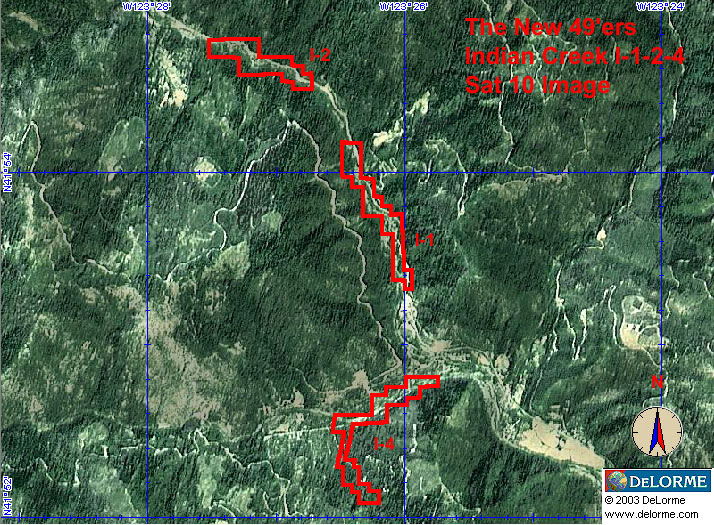 W123°28'
W123°26'
W123°24'
The New 49'ers
Indian Creek I-1-2-4
Sat 10 Image
I-2
N41°54'
I-1
N
I-4
N41°52'
DELORME
© 2003 DeLorme
www.delorme.com